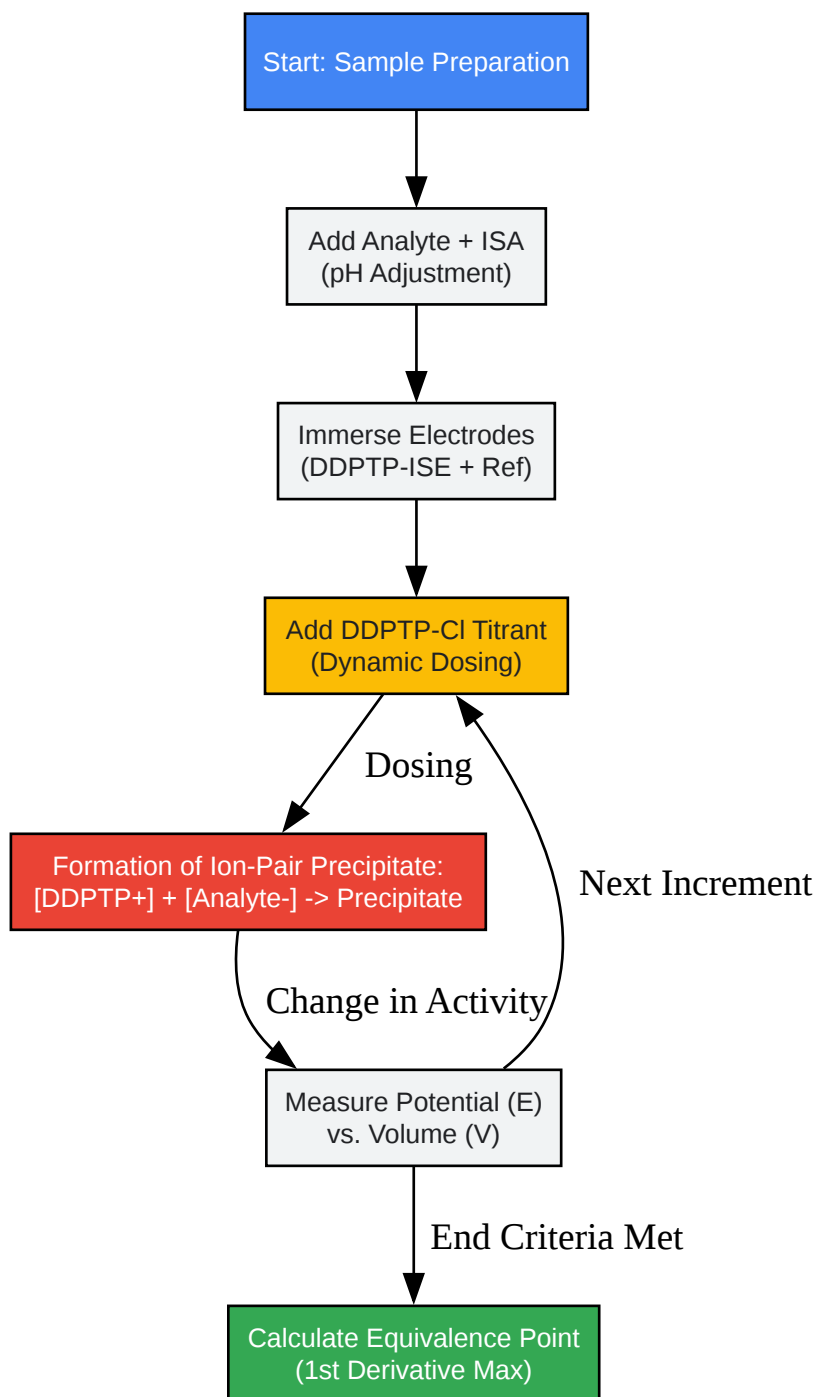 Start: Sample Preparation
Add Analyte + ISA
(pH Adjustment)
Immerse Electrodes
(DDPTP-ISE + Ref)
Add DDPTP-Cl Titrant
(Dynamic Dosing)
Dosing
Formation of Ion-Pair Precipitate:
[DDPTP+] + [Analyte-] -> Precipitate
Next Increment
Change in Activity
Measure Potential (E)
vs. Volume (V)
End Criteria Met
Calculate Equivalence Point
(1st Derivative Max)